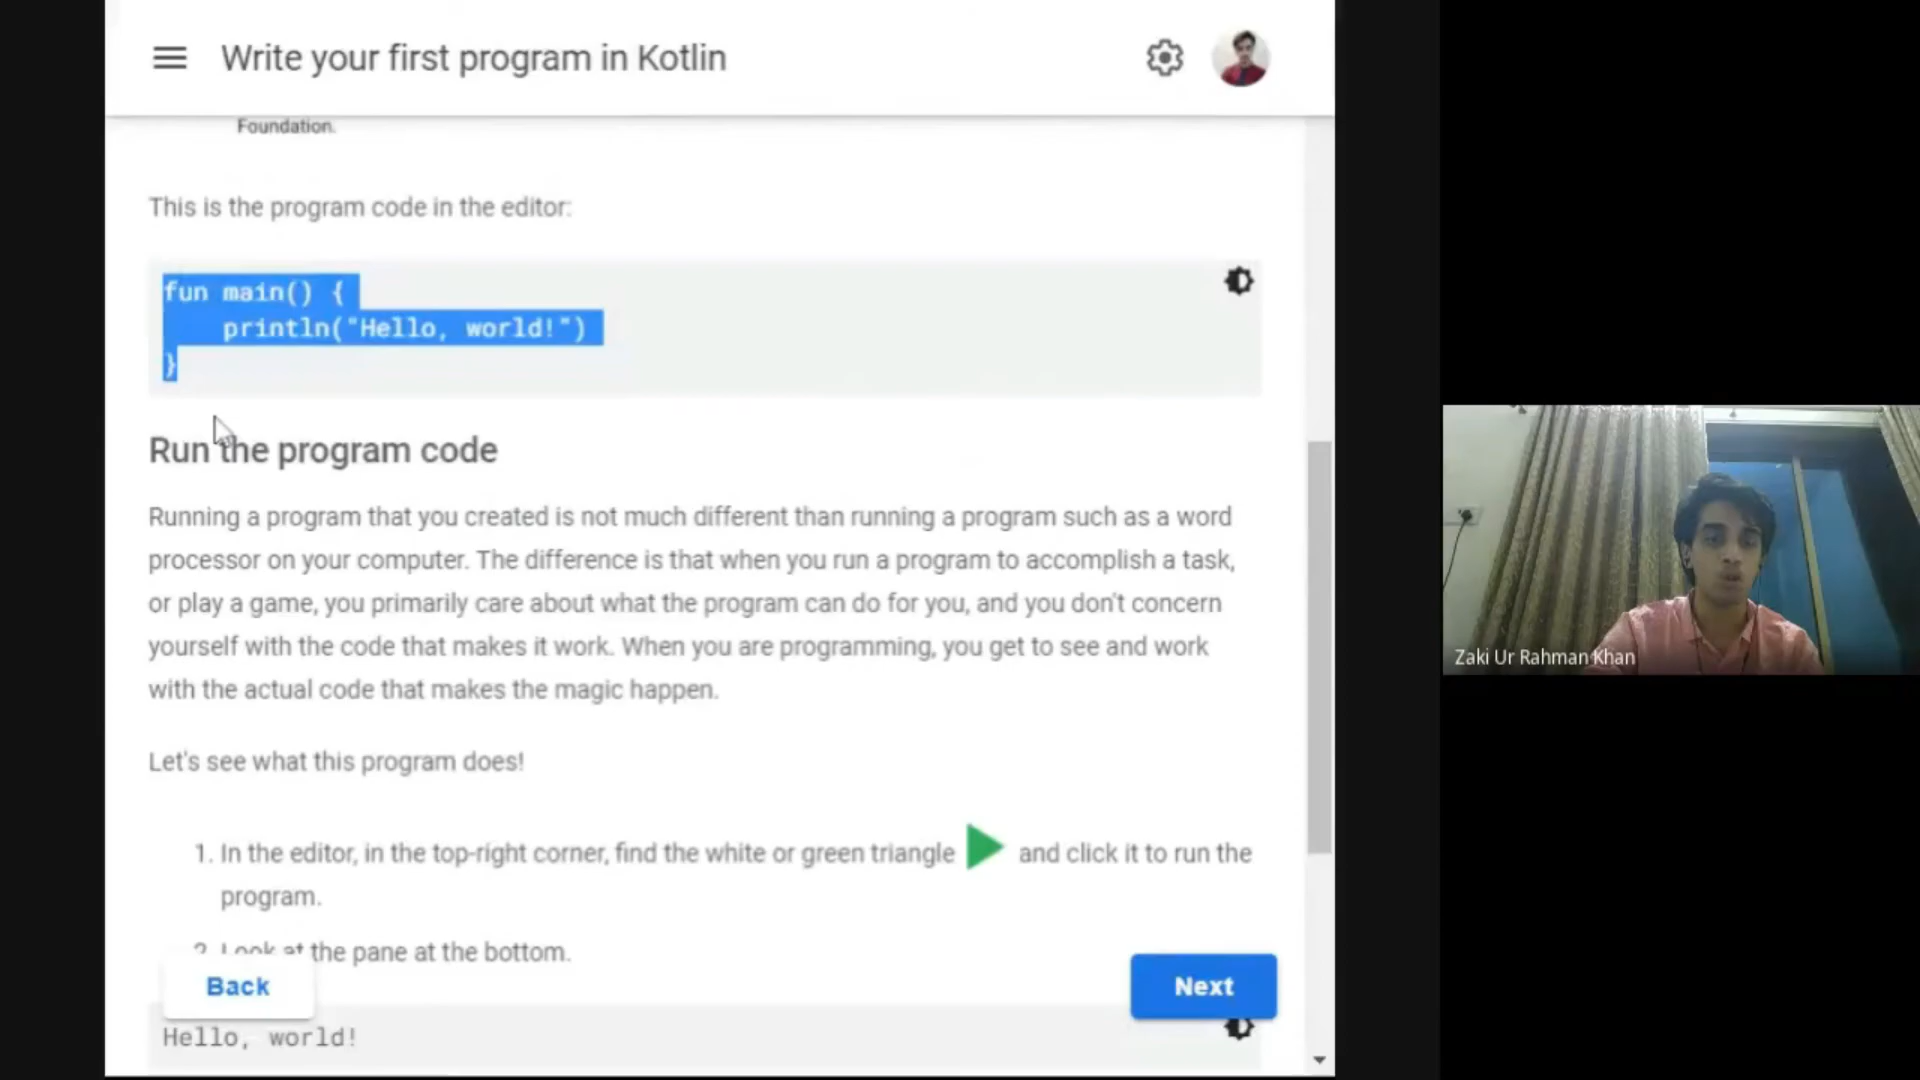 Write your first program in Kotlin
Foundation.
This is the program code in the editor:
fun main() {
    println("Hello, world!")
}
Run the program code
Running a program that you created is not much different than running a program such as a word
processor on your computer. The difference is that when you run a program to accomplish a task,
or play a game, you primarily care about what the program can do for you, and you don't concern
yourself with the code that makes it work. When you are programming, you get to see and work
with the actual code that makes the magic happen.
Let's see what this program does!
1. In the editor, in the top-right corner, find the white or green triangle and click it to run the
program.
2. Look at the pane at the bottom.
Back
Next
Hello, world!
Zaki Ur Rahman Khan